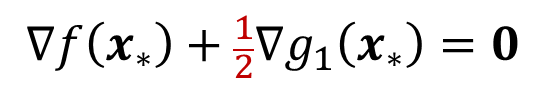 ∇f(𝒙∗) + ½∇g₁(𝒙∗) = 𝟎